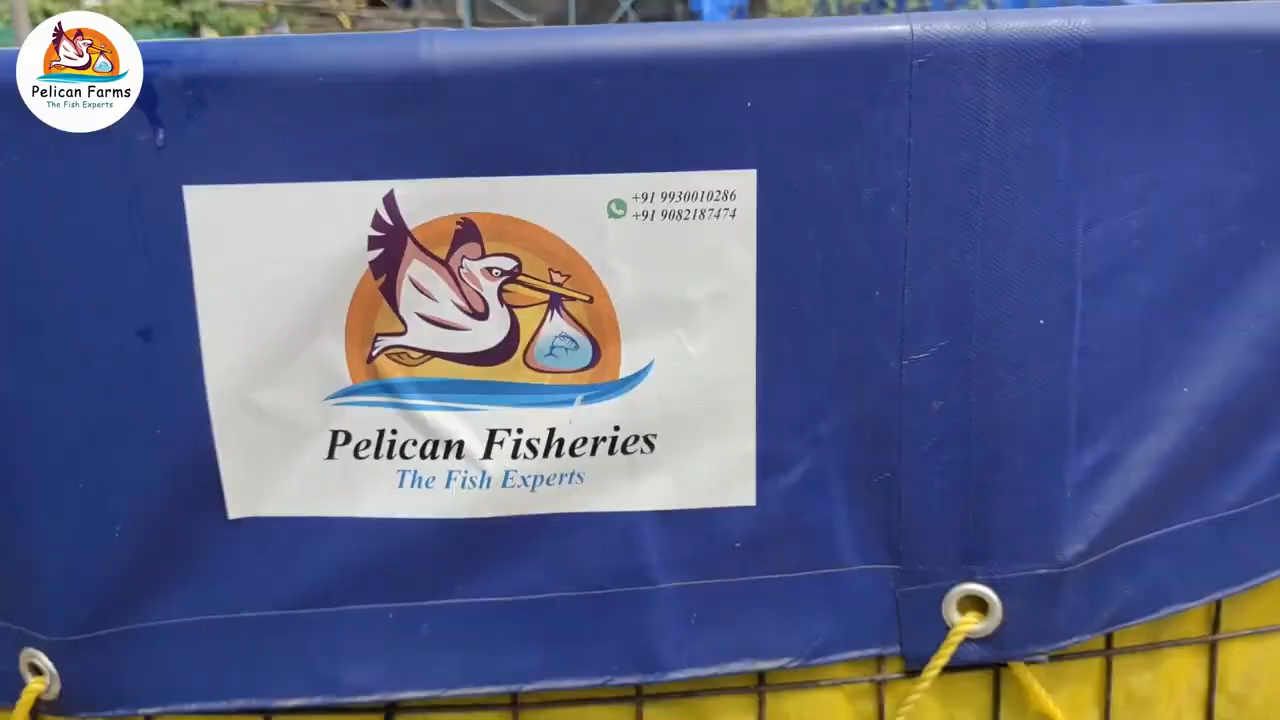 Pelican Farms
The Fish Experts
+91 9930010286
+91 9082187474
Pelican Fisheries
The Fish Experts